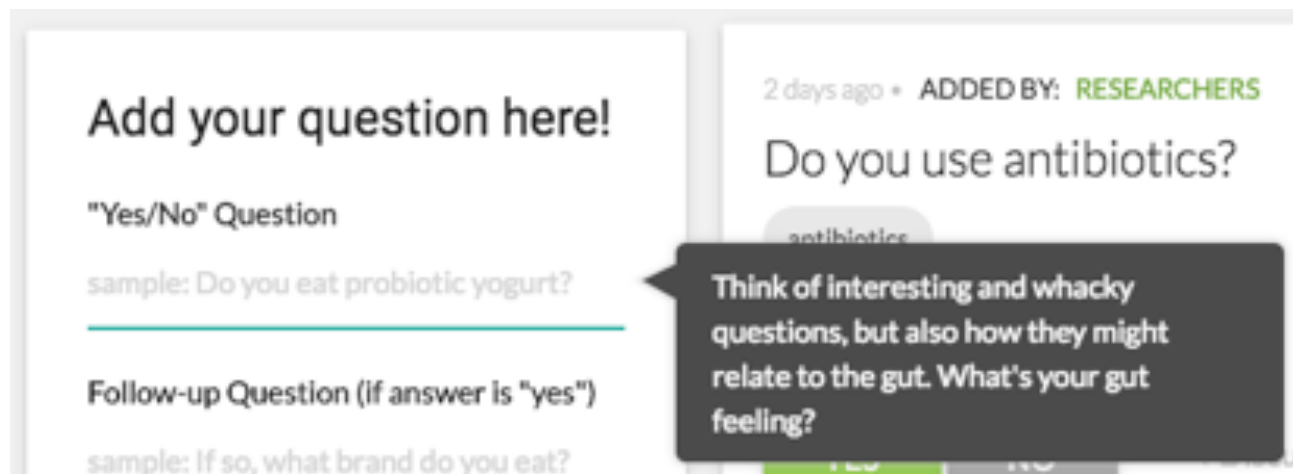 Add your question here!
"Yes/No" Question
sample: Do you eat probiotic yogurt?
Follow-up Question (if answer is "yes")
sample: If so, what brand do you eat?
2 days ago • ADDED BY: RESEARCHERS
Do you use antibiotics?
antibiotics
Think of interesting and whacky
questions, but also how they might
relate to the gut. What's your gut
feeling?
YES NO